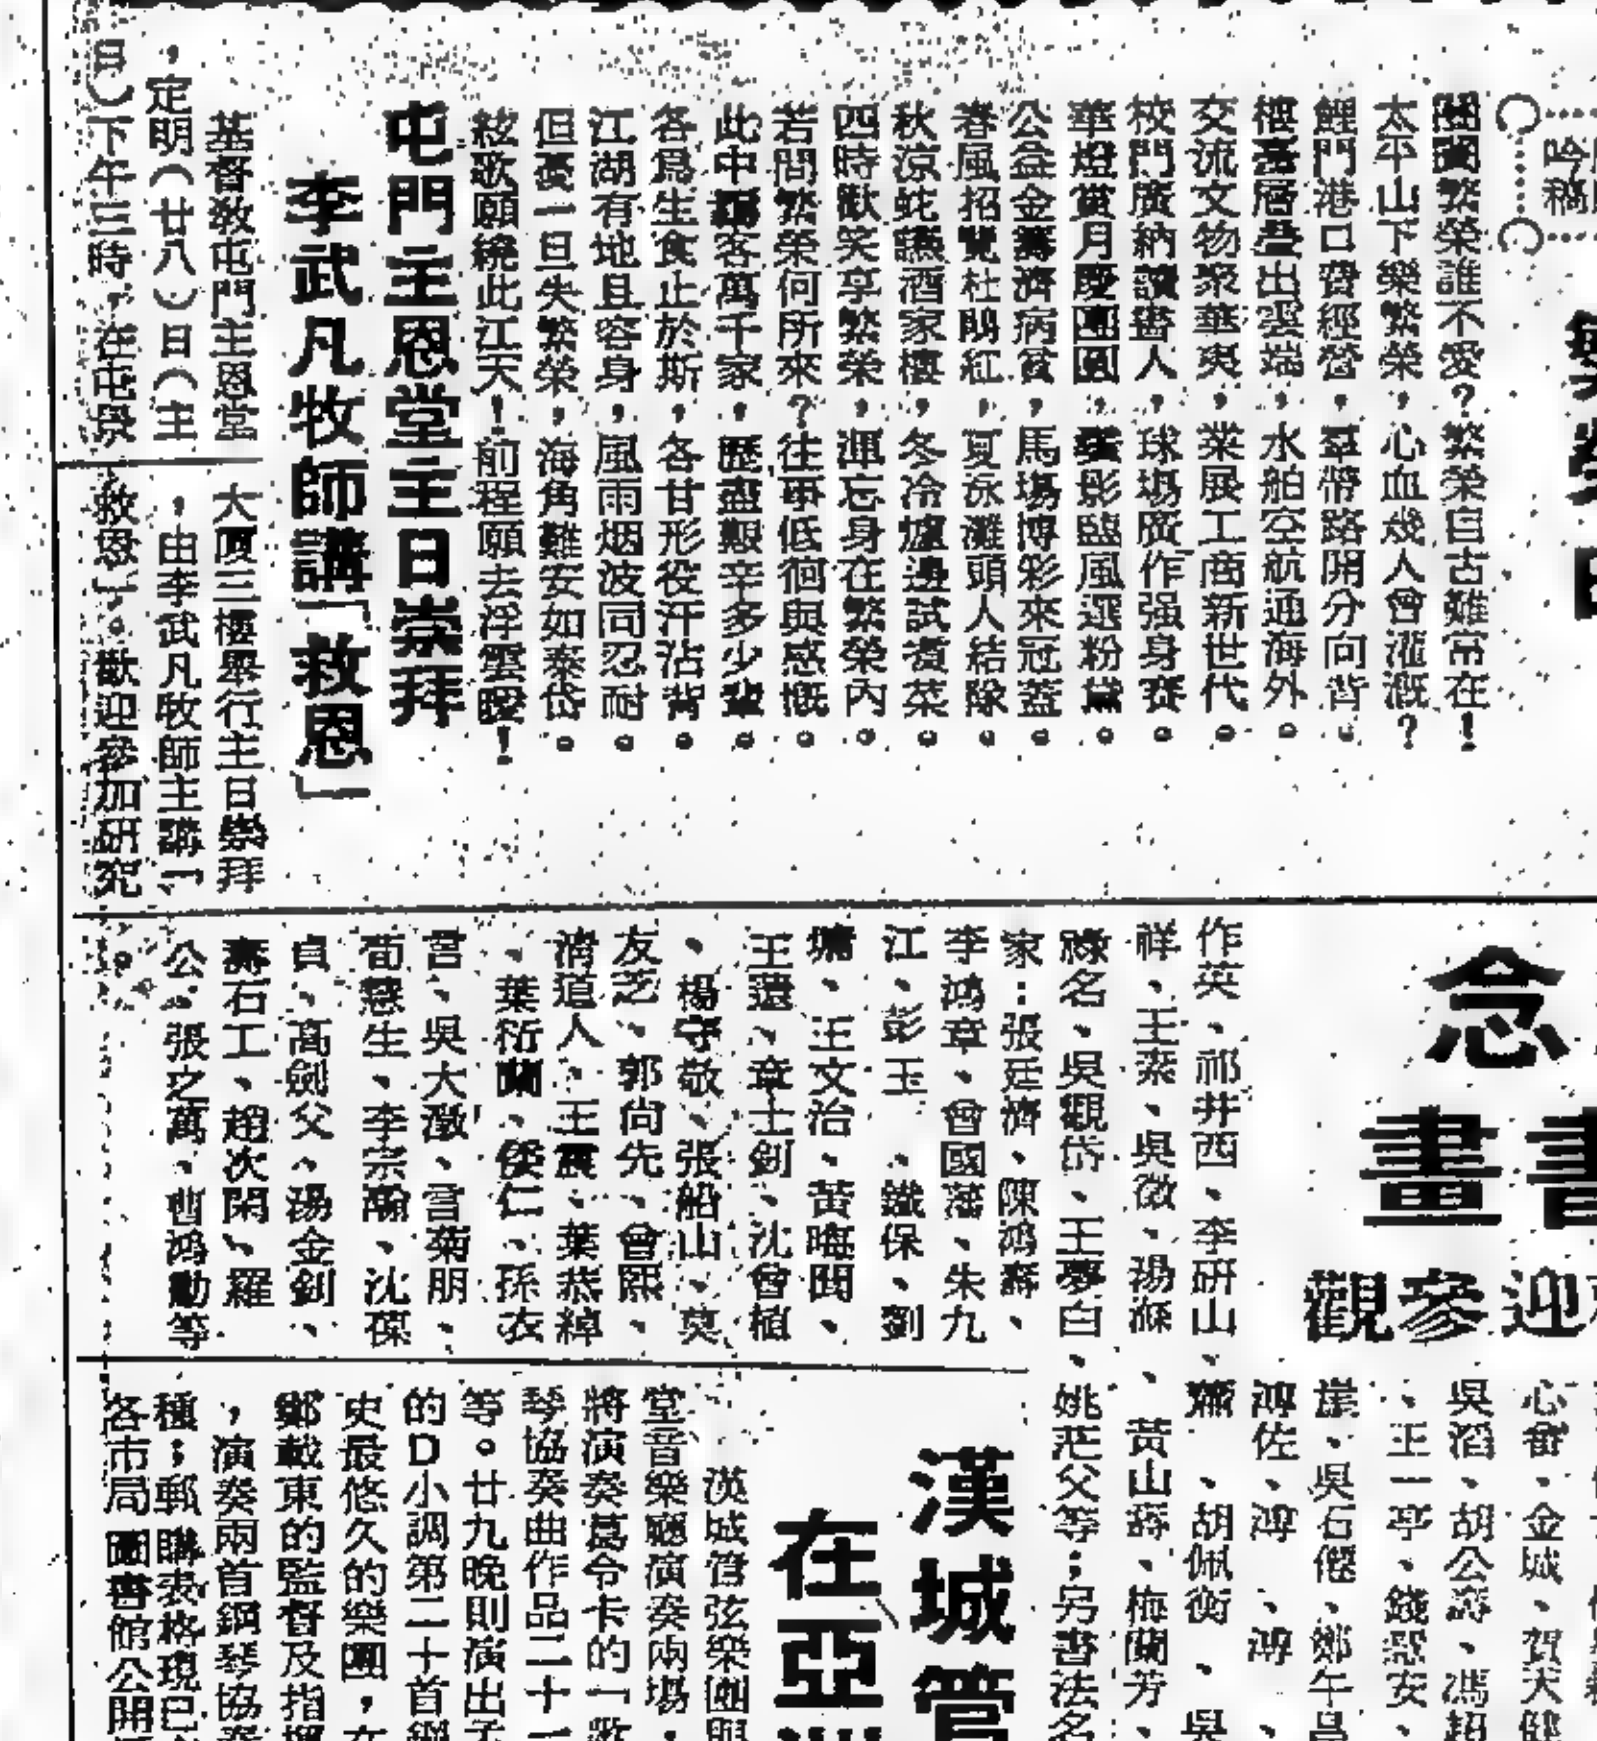 吟稿
繁榮誰不愛?繁榮自古難常在!
太平山下樂繁榮,心血幾人曾灌溉?
鯉門港口費經營,羣帶路開分向背。
樓臺層疊出雲端,水舶空航通海外。
交流文物聚華夷,業展工商新世代。
校門廣納讀書人,球場廣作强身賽。
華燈賞月慶團圓,影臨風逐粉黛。
公益金籌濟病貧,馬場博彩來冠蓋。
春風招覽杜鵑紅,夏泳灘頭人結隊。
秋涼蛇讌酒家樓,冬冷爐邊試煑菜。
四時歡笑享繁榮,渾忘身在繁榮內。
若問繁榮何所來?往事低徊與感慨。
此中客萬千家,歷盡艱辛多少輩。
各爲生食止於斯,各甘形役汗沾背。
江湖有地且容身,風雨烟波同忍耐。
但憂一旦失繁榮,海角難安如泰岱。
絃歌願繞此江天!前程願去浮雲曖!
屯門主恩堂主日崇拜
李武凡牧師講「救恩」
基督敎屯門主恩堂
,定明(廿八)日(主
日)下午三時,在屯門
大厦三樓舉行主日崇拜
,由李武凡牧師主講「
救恩」。歡迎參加研究
。
念
畫書
觀參迎
心畬、金城、賀天健
吳滔、胡公壽、馮超
、王一亭、錢慧安、
崖、吳石僊、鄭午昌
鴻佐、鴻、鴻、
作英、祁井西、李研山、
蕭、胡佩衡、吳
祥、王素、吳徵、湯滌
、黃山壽、梅蘭芳、
祿名、吳觀岱、王夢白、
姚茫父等;另書法名
家:張廷濟、陳鴻壽、
李鴻章、曾國藩、朱九
江、彭玉、鐵保、劉
墉、王文治、黃晦聞、
王瓘、章士釗、沈曾植
、楊守敬、張船山、莫
友芝、郭尚先、曾熙、
淸道人、王震、葉恭綽
、葉衍蘭、倭仁、孫衣
言、吳大澂、言菊朋、
荀慧生、李宗瀚、沈葆
貞、高劍父、湯金釗、
壽石工、趙次閑、羅
公、張之萬、曹鴻勳等
漢城管
在亞
漢城管弦樂團
堂音樂廳演奏兩場,
將演奏葛令卡的「歌
琴協奏曲作品二十一
等。廿九晚則演出孟
的D小調第二十首鋼
史最悠久的樂團,在
鄭載東的監督及指揮
,演奏兩首鋼琴協奏
種;郵購表格現已
各市局圖書館公開